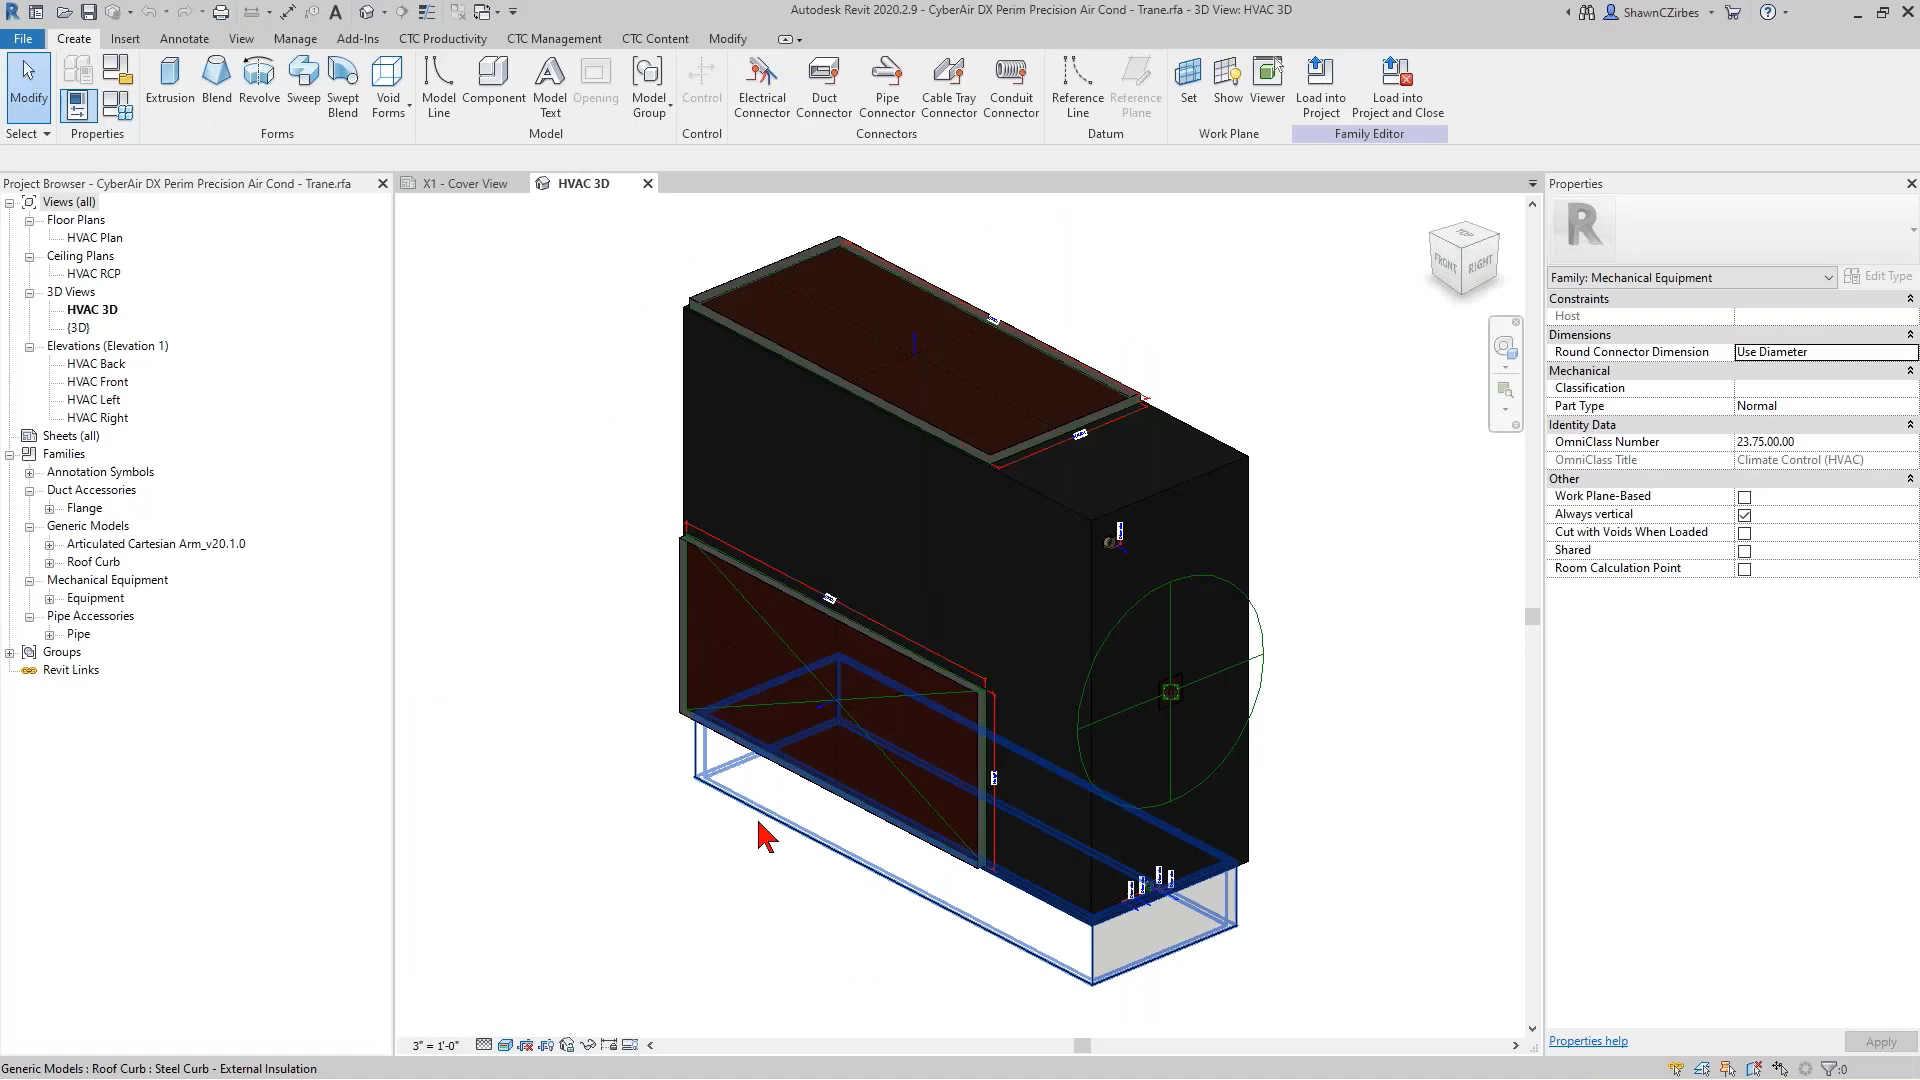 Autodesk Revit 2020.2.9 - CyberAir DX Perim Precision Air Cond - Trane.rfa - 3D View: HVAC 3D
ShawnCZirbes
File Create Insert Annotate View Manage Add-Ins CTC Productivity CTC Management CTC Content Modify
Modify
Extrusion Blend Revolve Sweep Swept Blend Void Forms
Model Line Component Model Text Opening Model Group
Control
Electrical Connector Duct Connector Pipe Connector Cable Tray Connector Conduit Connector
Reference Line Reference Plane
Set Show Viewer
Load into Project Load into Project and Close
Select Properties Forms Model Control Connectors Datum Work Plane Family Editor
Project Browser - CyberAir DX Perim Precision Air Cond - Trane.rfa
Views (all)
Floor Plans
HVAC Plan
Ceiling Plans
HVAC RCP
3D Views
HVAC 3D
{3D}
Elevations (Elevation 1)
HVAC Back
HVAC Front
HVAC Left
HVAC Right
Sheets (all)
Families
Annotation Symbols
Duct Accessories
Flange
Generic Models
Articulated Cartesian Arm_v20.1.0
Roof Curb
Mechanical Equipment
Equipment
Pipe Accessories
Pipe
Groups
Revit Links
X1 - Cover View
HVAC 3D
TOP
FRONT
RIGHT
3" = 1'-0"
Properties
R
Family: Mechanical Equipment
Edit Type
Constraints
Host
Dimensions
Round Connector Dimension Use Diameter
Mechanical
Classification
Part Type Normal
Identity Data
OmniClass Number 23.75.00.00
OmniClass Title Climate Control (HVAC)
Other
Work Plane-Based
Always vertical
Cut with Voids When Loaded
Shared
Room Calculation Point
Properties help
Apply
Generic Models : Roof Curb : Steel Curb - External Insulation
:0